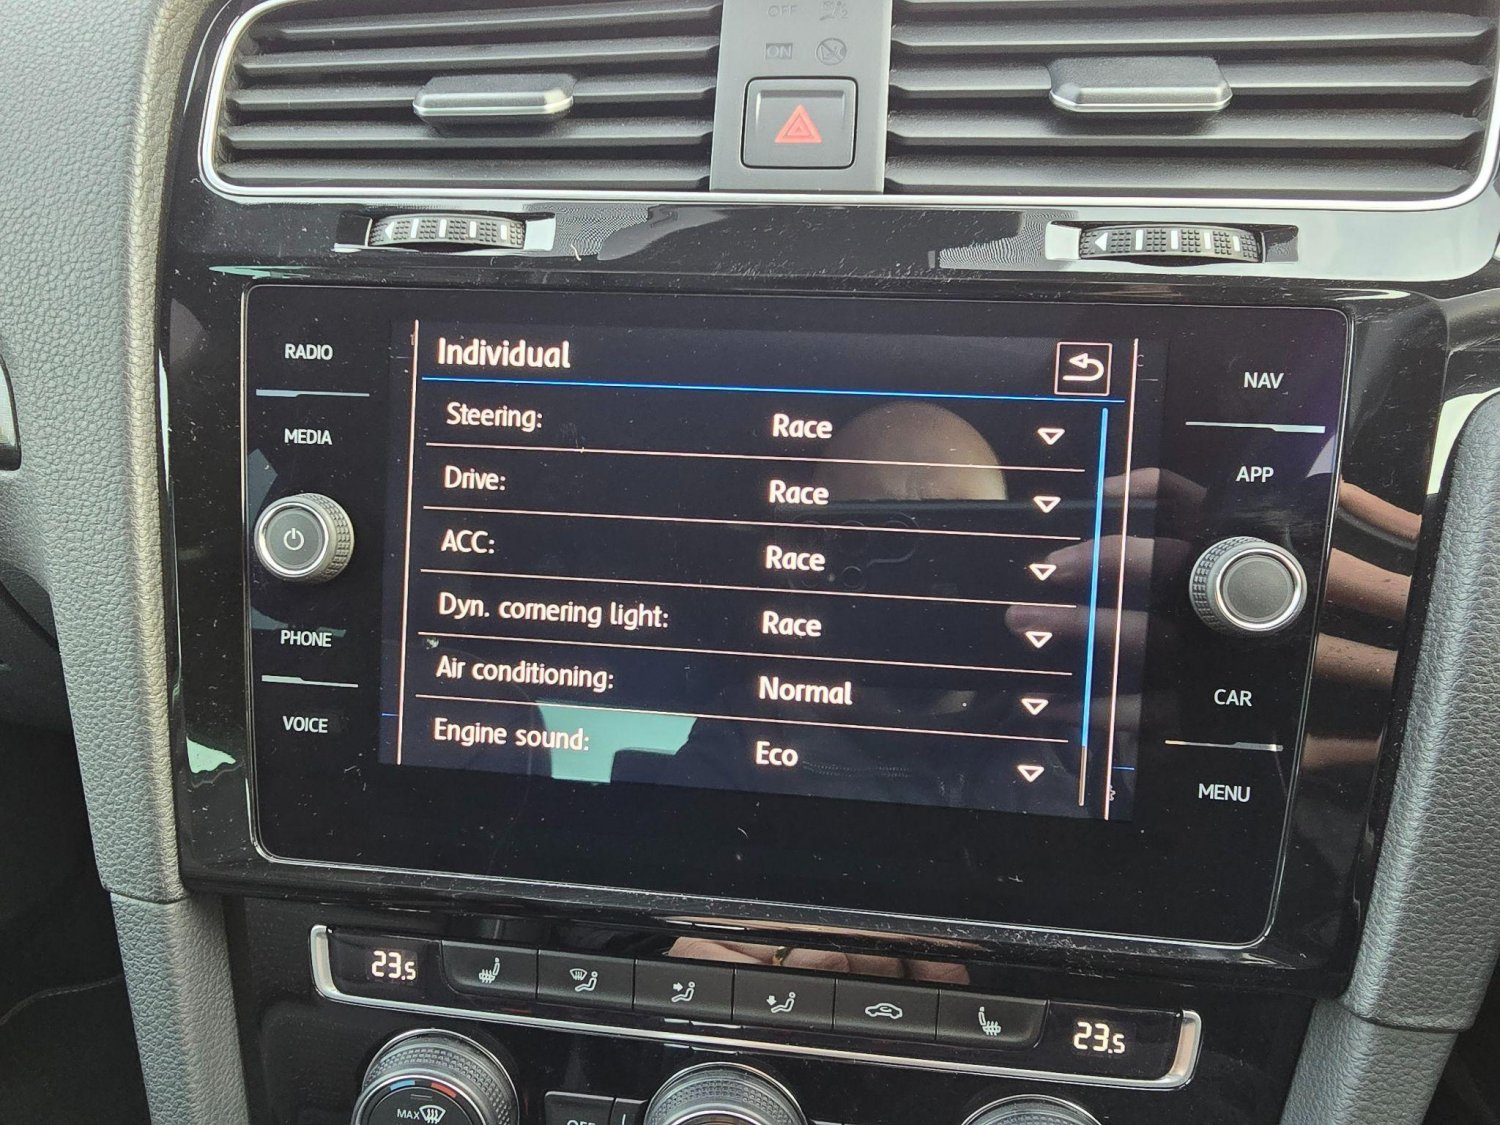 OFF
ON
RADIO
MEDIA
PHONE
VOICE
Individual
Steering: Race
Drive: Race
ACC: Race
Dyn. cornering light: Race
Air conditioning: Normal
Engine sound: Eco
NAV
APP
CAR
MENU
23.5
23.5
MAX
OFF